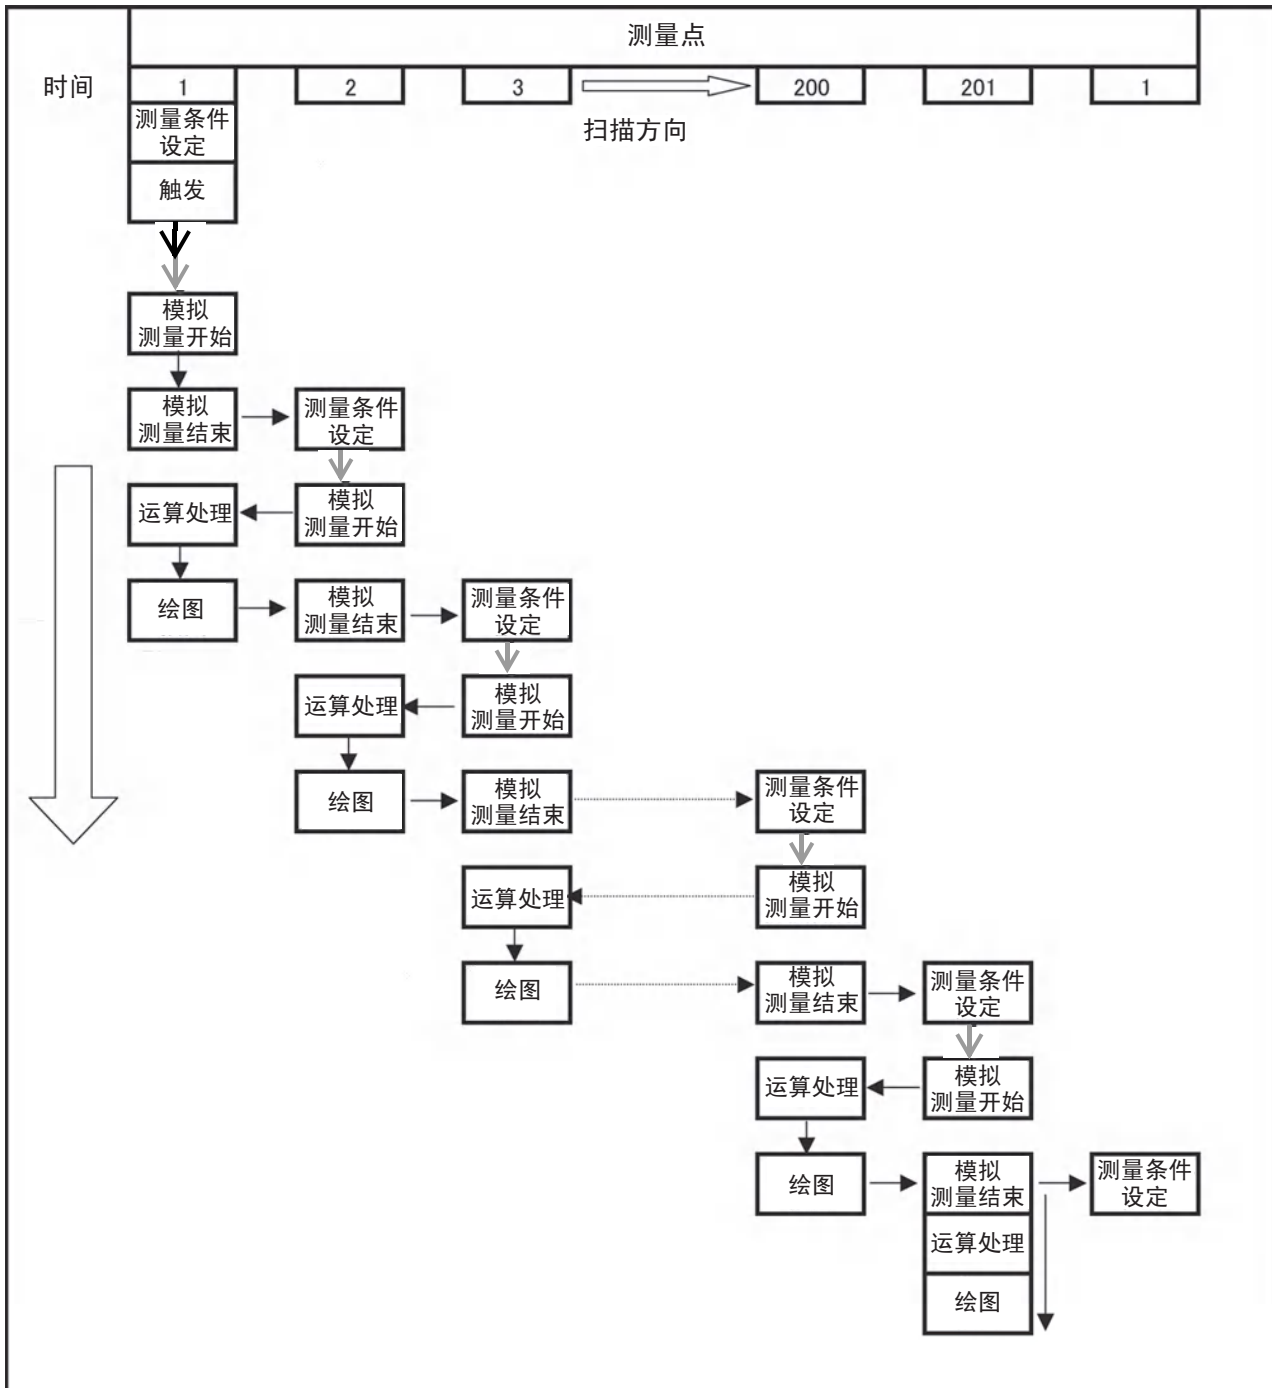 测量点
时间
1
2
3
200
201
1
扫描方向
测量条件
设定
触发
模拟
测量开始
模拟
测量结束
测量条件
设定
运算处理
模拟
测量开始
绘图
模拟
测量结束
测量条件
设定
运算处理
模拟
测量开始
绘图
模拟
测量结束
测量条件
设定
运算处理
模拟
测量开始
绘图
模拟
测量结束
测量条件
设定
运算处理
模拟
测量开始
绘图
模拟
测量结束
测量条件
设定
运算处理
绘图